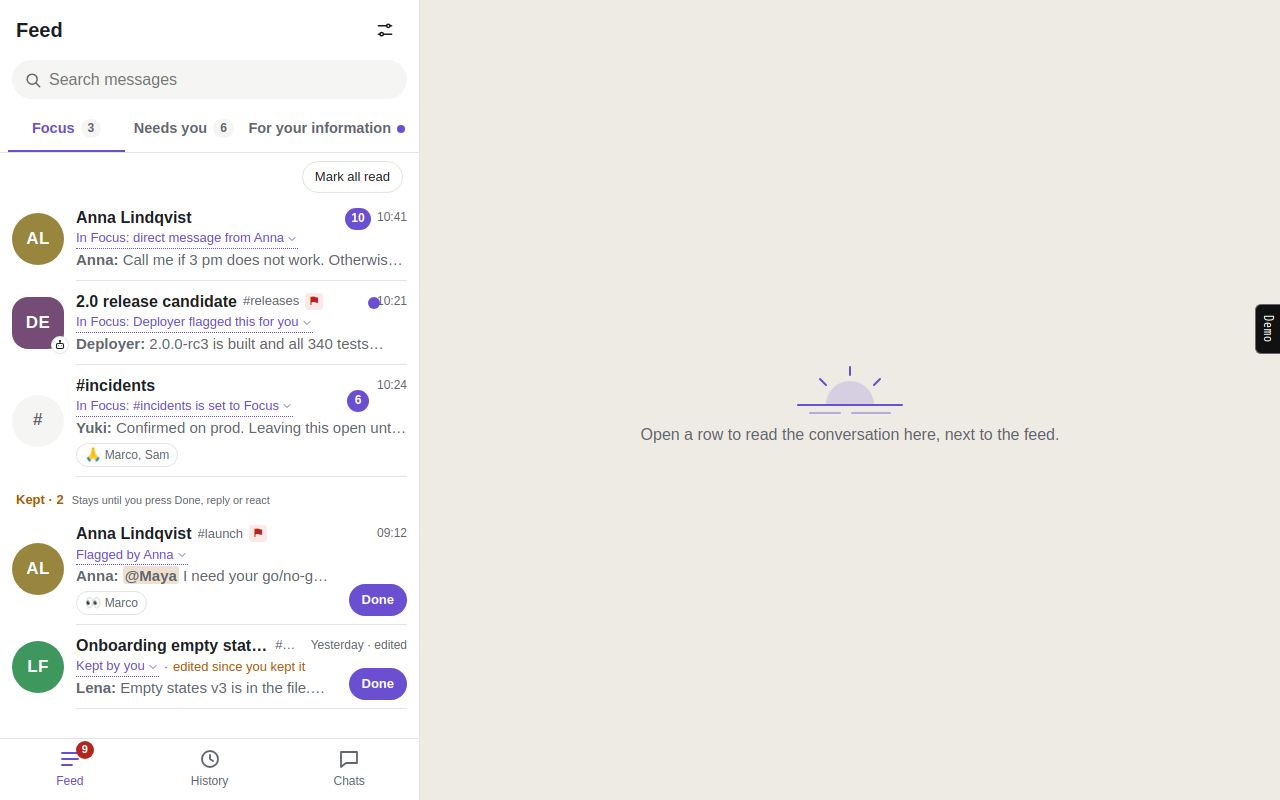 Feed
Search messages
Focus 3 Needs you 6 For your information
Mark all read
AL
Anna Lindqvist 10 10:41
In Focus: direct message from Anna
Anna: Call me if 3 pm does not work. Otherwis…
DE
2.0 release candidate #releases 10:21
In Focus: Deployer flagged this for you
Deployer: 2.0.0-rc3 is built and all 340 tests…
#
#incidents 10:24
In Focus: #incidents is set to Focus 6
Yuki: Confirmed on prod. Leaving this open unt…
🙏 Marco, Sam
Kept · 2 Stays until you press Done, reply or react
AL
Anna Lindqvist #launch 09:12
Flagged by Anna
Anna: @Maya I need your go/no-g…
👀 Marco Done
LF
Onboarding empty stat… #… Yesterday · edited
Kept by you · edited since you kept it
Lena: Empty states v3 is in the file.… Done
9
Feed History Chats
Open a row to read the conversation here, next to the feed.
Demo